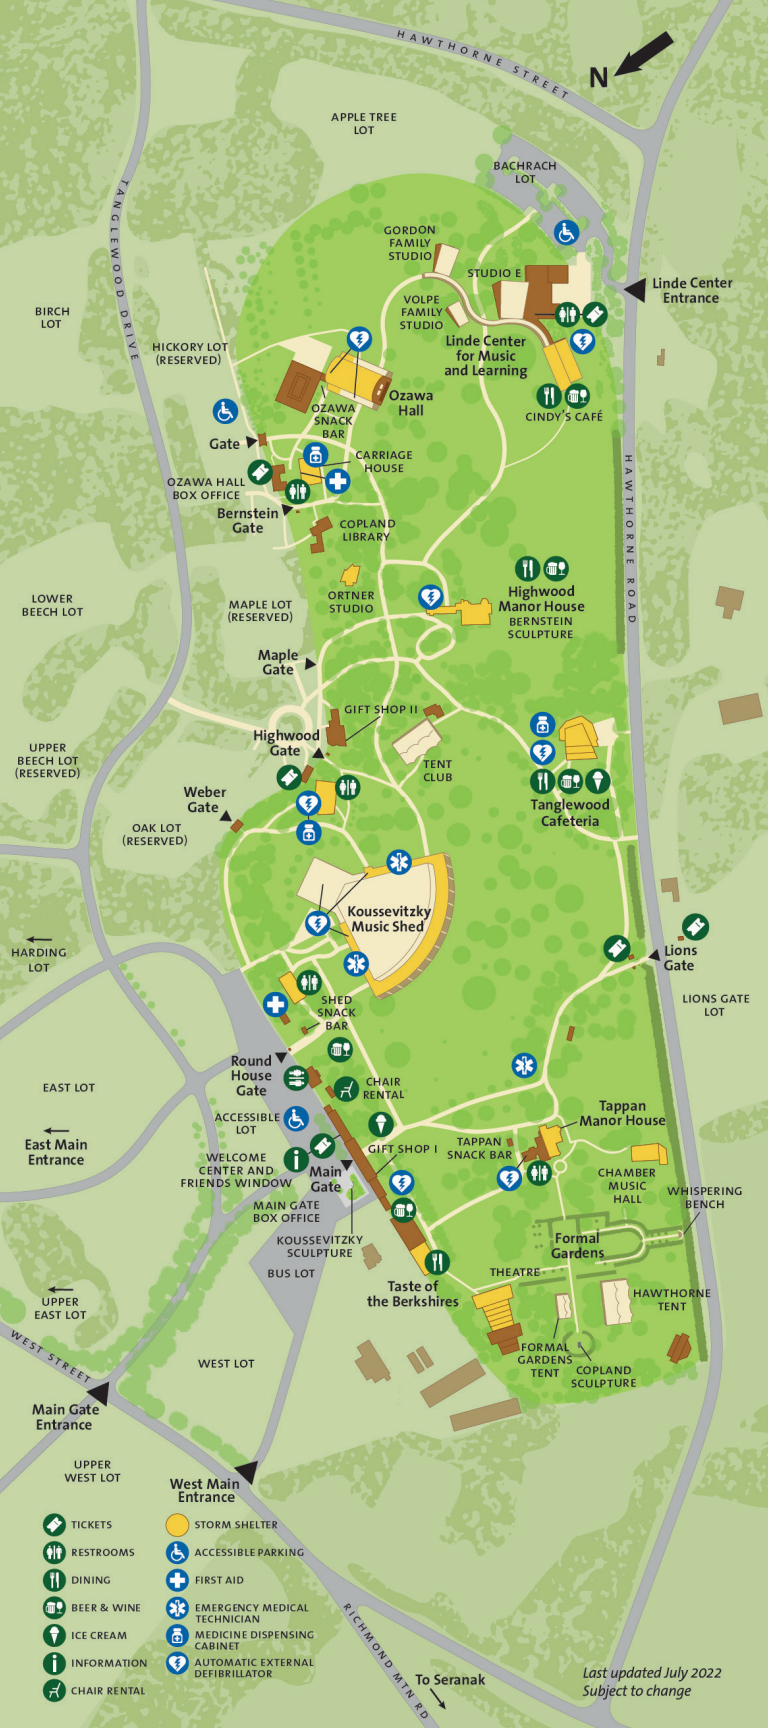 HAWTHORNE STREET
N
APPLE TREE
LOT
BACHRACH
LOT
TANGLEWOOD DRIVE
GORDON
FAMILY
STUDIO
STUDIO E
Linde Center
Entrance
VOLPE
FAMILY
STUDIO
BIRCH
LOT
HICKORY LOT
(RESERVED)
Linde Center
for Music
and Learning
Ozawa
Hall
OZAWA
SNACK
BAR
CINDY'S CAFÉ
Gate
CARRIAGE
HOUSE
OZAWA HALL
BOX OFFICE
Bernstein
Gate
COPLAND
LIBRARY
HAWTHORNE ROAD
LOWER
BEECH LOT
MAPLE LOT
(RESERVED)
ORTNER
STUDIO
Highwood
Manor House
BERNSTEIN
SCULPTURE
Maple
Gate
GIFT SHOP II
Highwood
Gate
UPPER
BEECH LOT
(RESERVED)
TENT
CLUB
Weber
Gate
Tanglewood
Cafeteria
OAK LOT
(RESERVED)
Koussevitzky
Music Shed
HARDING
LOT
Lions
Gate
LIONS GATE
LOT
SHED
SNACK
BAR
Round
House
Gate
EAST LOT
CHAIR
RENTAL
ACCESSIBLE
LOT
Tappan
Manor House
East Main
Entrance
GIFT SHOP I
TAPPAN
SNACK BAR
WELCOME
CENTER AND
FRIENDS WINDOW
Main
Gate
CHAMBER
MUSIC
HALL
WHISPERING
BENCH
MAIN GATE
BOX OFFICE
KOUSSEVITZKY
SCULPTURE
Formal
Gardens
BUS LOT
THEATRE
UPPER
EAST LOT
Taste of
the Berkshires
HAWTHORNE
TENT
WEST STREET
WEST LOT
FORMAL
GARDENS
TENT
COPLAND
SCULPTURE
Main Gate
Entrance
UPPER
WEST LOT
West Main
Entrance
TICKETS
RESTROOMS
DINING
BEER & WINE
ICE CREAM
INFORMATION
CHAIR RENTAL
STORM SHELTER
ACCESSIBLE PARKING
FIRST AID
EMERGENCY MEDICAL
TECHNICIAN
MEDICINE DISPENSING
CABINET
AUTOMATIC EXTERNAL
DEFIBRILLATOR
RICHMOND MTN RD
To Seranak
Last updated July 2022
Subject to change